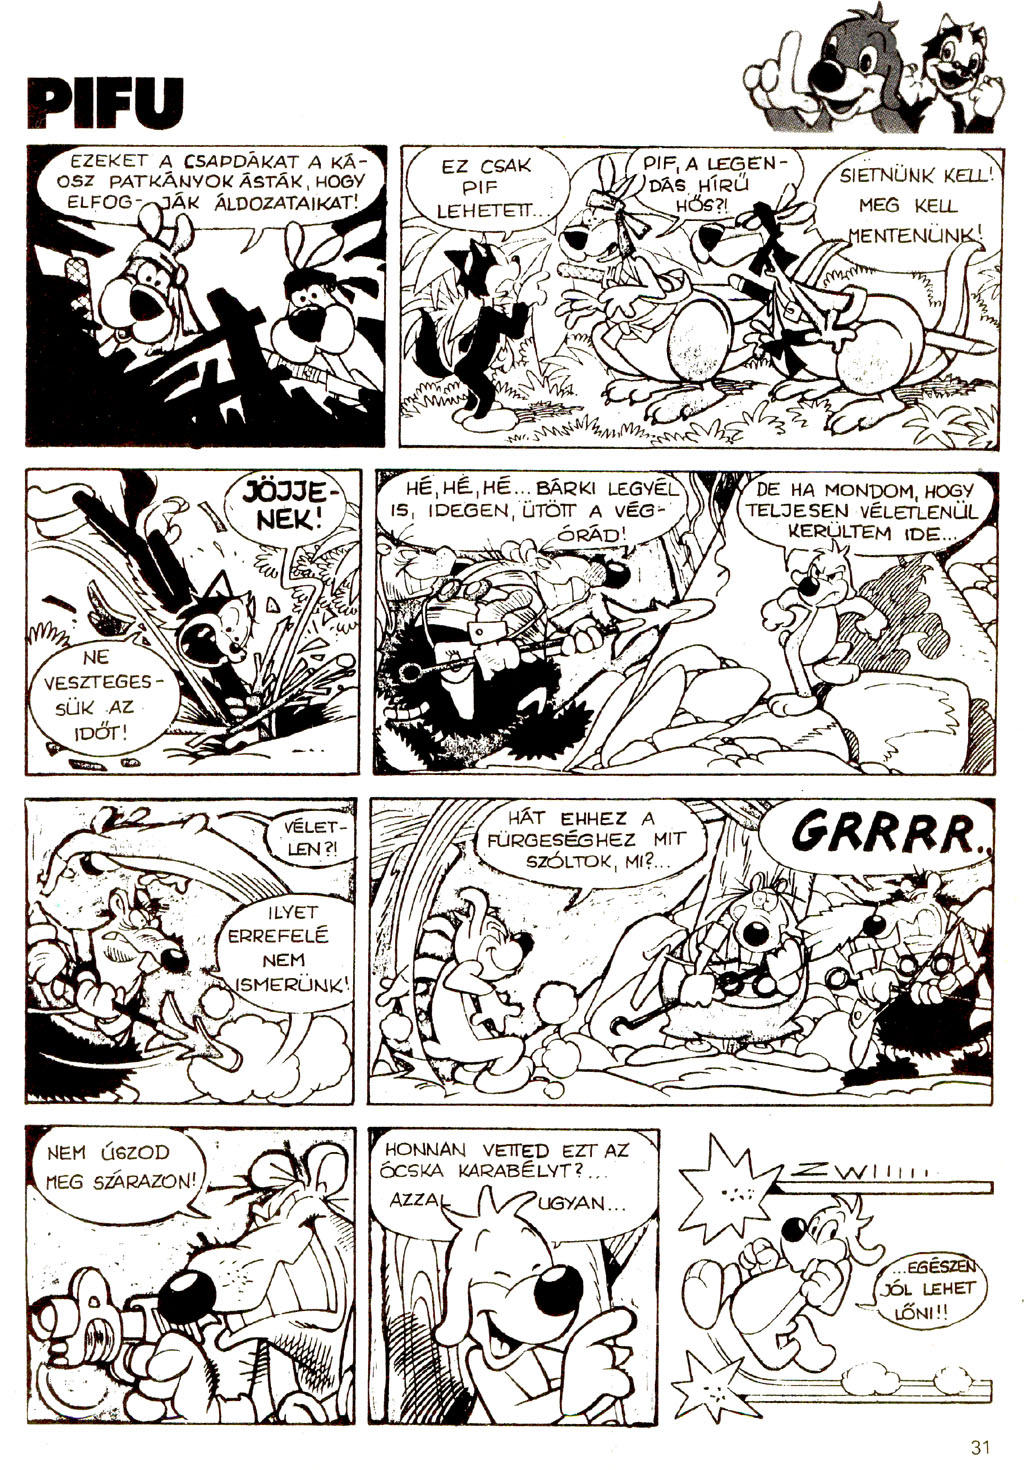 PIFU
EZEKET A CSAPDÁKAT A KÁ-
OSZ PATKÁNYOK ÁSTÁK, HOGY
ELFOG- JÁK ÁLDOZATAIKAT!
EZ CSAK
PIF
LEHETETT...
PIF, A LEGEN-
DÁS HÍRŰ
HŐS?!
SIETNÜNK KELL!
MEG KELL
MENTENÜNK!
JÖJJE-
NEK!
NE
VESZTEGES-
SÜK AZ
IDŐT!
HÉ, HÉ, HÉ... BÁRKI LEGYÉL
IS, IDEGEN, ÜTÖTT A VÉG-
ÓRÁD!
DE HA MONDOM, HOGY
TELJESEN VÉLETLENÜL
KERÜLTEM IDE...
VÉLET-
LEN?!
ILYET
ERREFELÉ
NEM
ISMERÜNK!
HÁT EHHEZ A
FÜRGESÉGHEZ MIT
SZÓLTOK, MI?...
GRRRR..
NEM ÚSZOD
MEG SZÁRAZON!
HONNAN VETTED EZT AZ
ÓCSKA KARABÉLYT?...
AZZAL UGYAN...
ZWIIIII..
...EGÉSZEN
JÓL LEHET
LŐNI!!
31